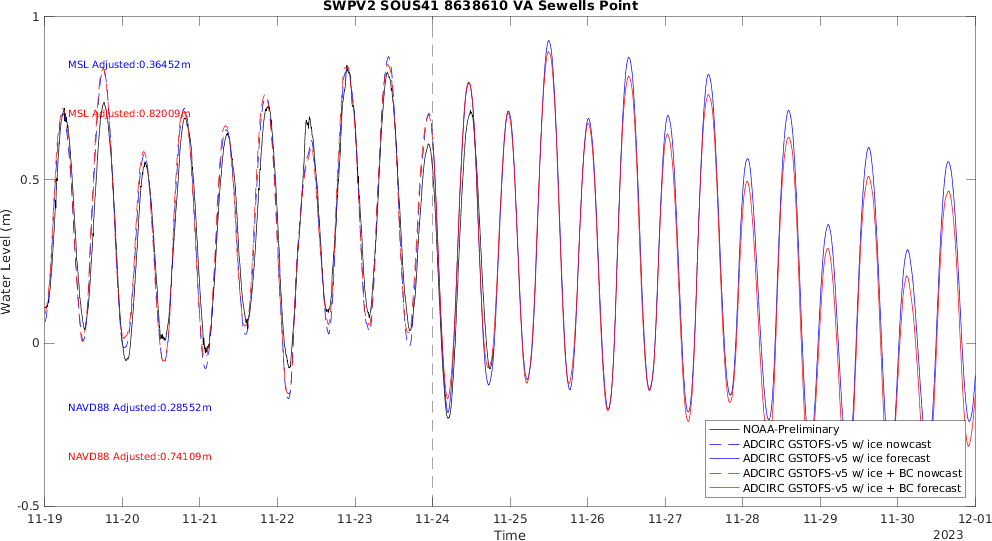 SWPV2 SOUS41 8638610 VA Sewells Point
1
MSL Adjusted:0.36452m
MSL Adjusted:0.82009m
0.5
Water Level (m)
0
NAVD88 Adjusted:0.28552m
NAVD88 Adjusted:0.74109m
-0.5
NOAA-Preliminary
ADCIRC GSTOFS-v5 w/ ice nowcast
ADCIRC GSTOFS-v5 w/ ice forecast
ADCIRC GSTOFS-v5 w/ ice + BC nowcast
ADCIRC GSTOFS-v5 w/ ice + BC forecast
11-19 11-20 11-21 11-22 11-23 11-24 11-25 11-26 11-27 11-28 11-29 11-30 12-01
Time
2023